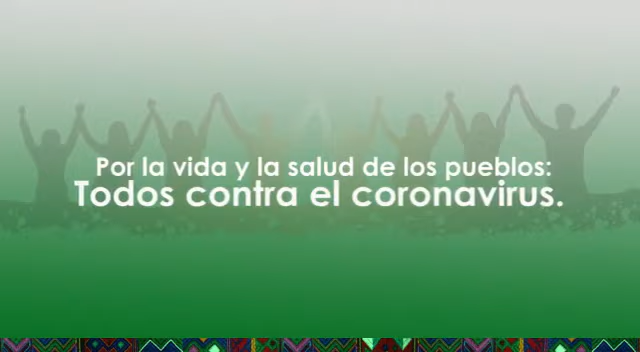 Por la vida y la salud de los pueblos:
Todos contra el coronavirus.